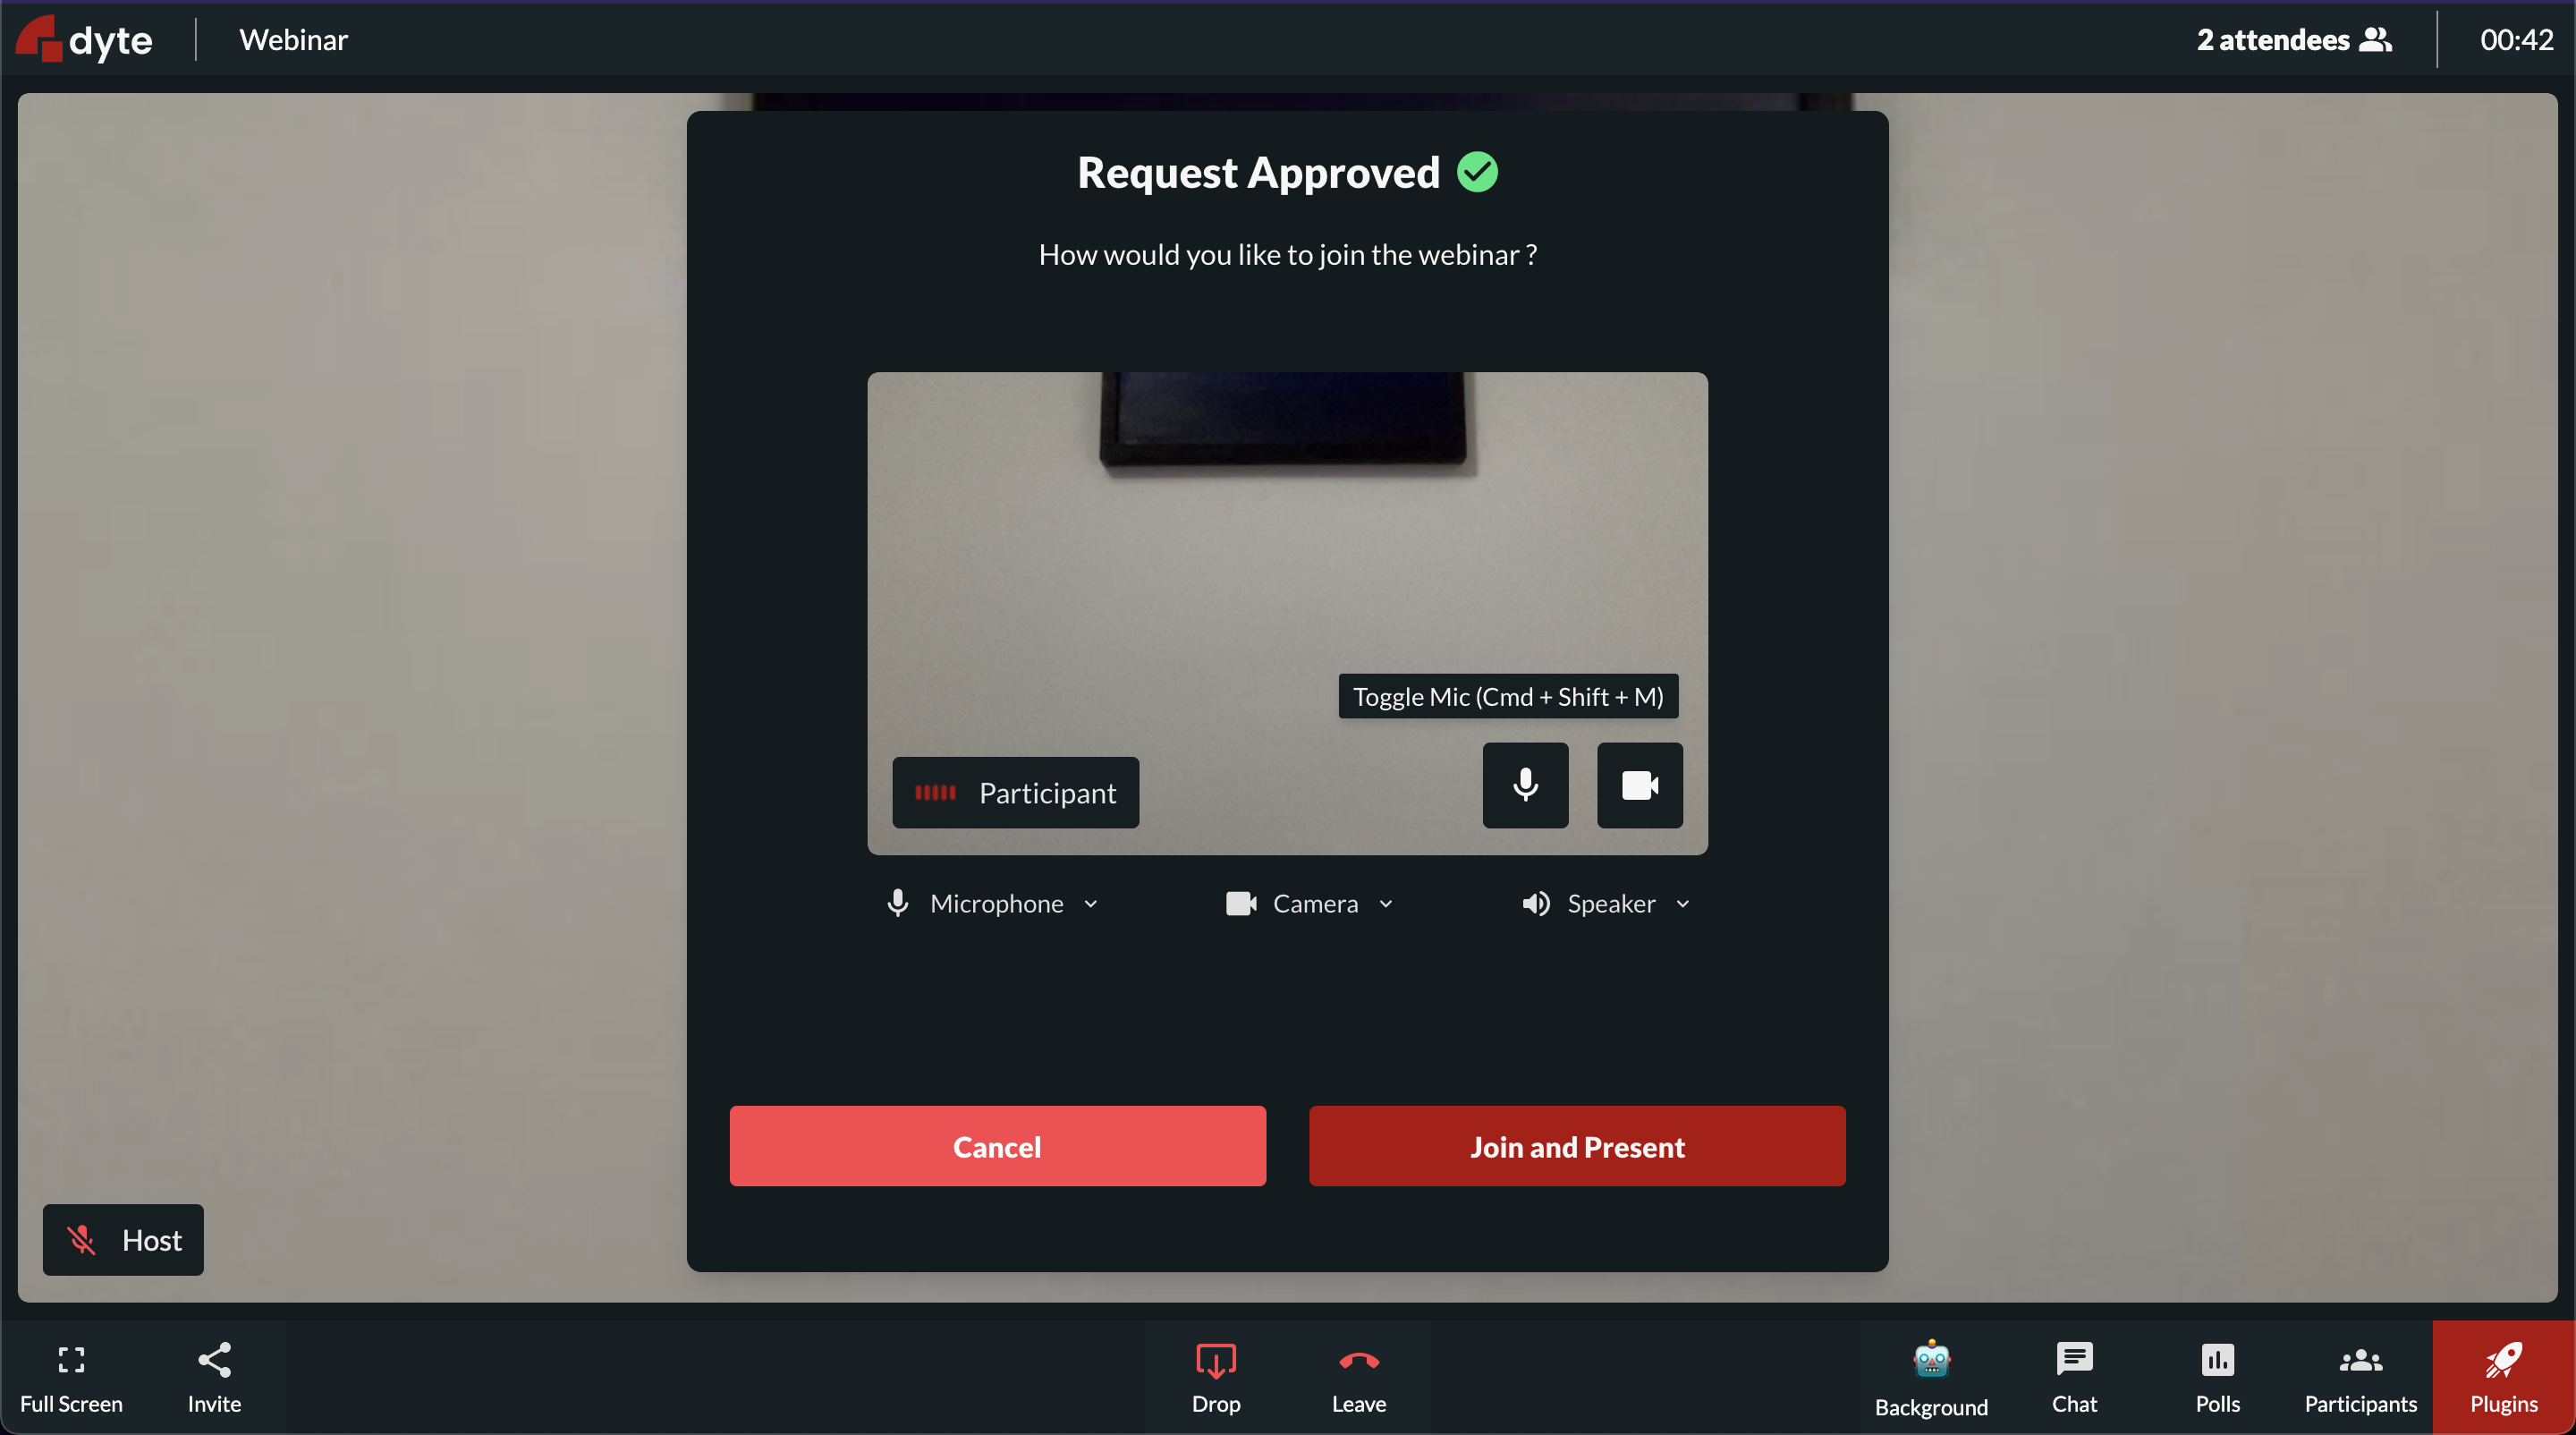 dyte
Webinar
2 attendees
00:42
Request Approved
How would you like to join the webinar ?
Toggle Mic (Cmd + Shift + M)
Participant
Microphone
Camera
Speaker
Cancel
Join and Present
Host
Full Screen
Invite
Drop
Leave
Background
Chat
Polls
Participants
Plugins